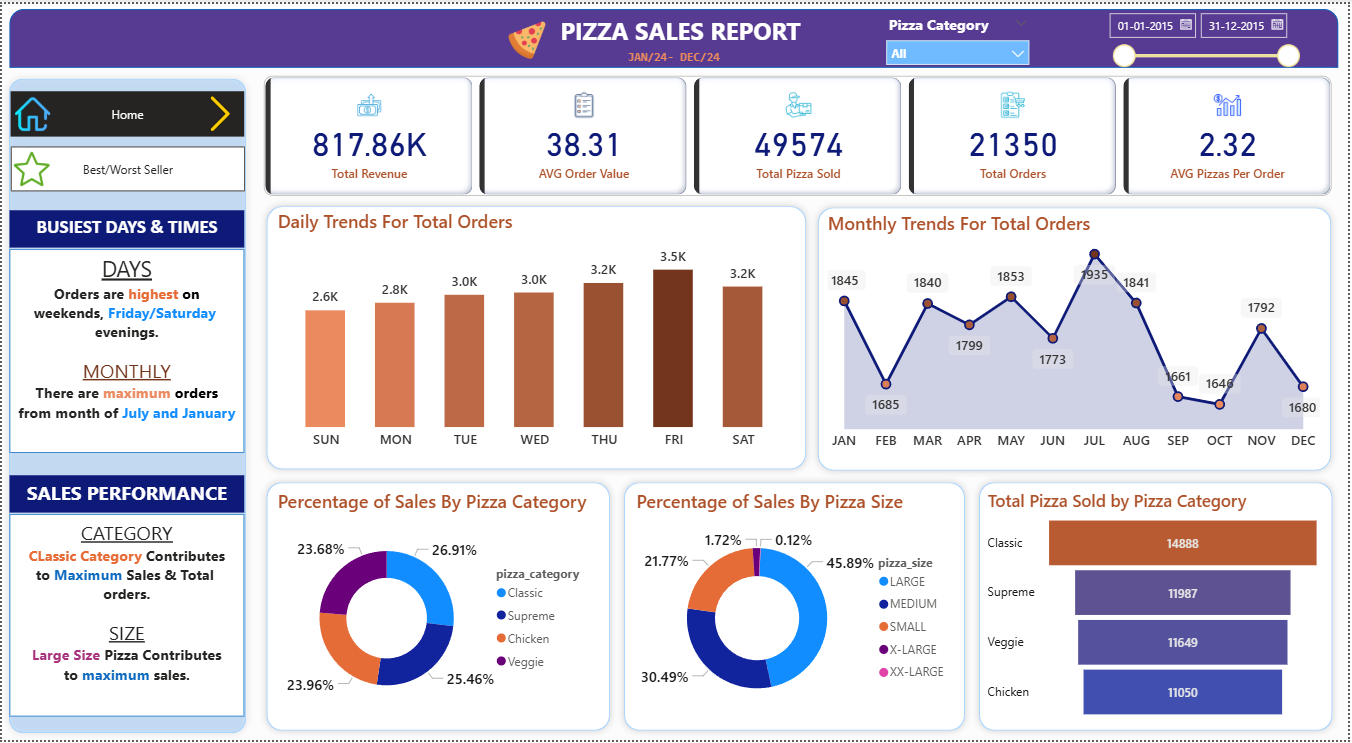 PIZZA SALES REPORT
JAN/24- DEC/24
Pizza Category
All
01-01-2015
31-12-2015
Home
Best/Worst Seller
BUSIEST DAYS & TIMES
DAYS
Orders are highest on
weekends, Friday/Saturday
evenings.
MONTHLY
There are maximum orders
from month of July and January
SALES PERFORMANCE
CATEGORY
CLassic Category Contributes
to Maximum Sales & Total
orders.
SIZE
Large Size Pizza Contributes
to maximum sales.
817.86K
Total Revenue
38.31
AVG Order Value
49574
Total Pizza Sold
21350
Total Orders
2.32
AVG Pizzas Per Order
Daily Trends For Total Orders
2.6K
2.8K
3.0K
3.0K
3.2K
3.5K
3.2K
SUN
MON
TUE
WED
THU
FRI
SAT
Monthly Trends For Total Orders
1845
1685
1840
1799
1853
1773
1935
1841
1661
1646
1792
1680
JAN
FEB
MAR
APR
MAY
JUN
JUL
AUG
SEP
OCT
NOV
DEC
Percentage of Sales By Pizza Category
23.68%
26.91%
23.96%
25.46%
pizza_category
Classic
Supreme
Chicken
Veggie
Percentage of Sales By Pizza Size
1.72%
0.12%
21.77%
45.89%
30.49%
pizza_size
LARGE
MEDIUM
SMALL
X-LARGE
XX-LARGE
Total Pizza Sold by Pizza Category
Classic
14888
Supreme
11987
Veggie
11649
Chicken
11050